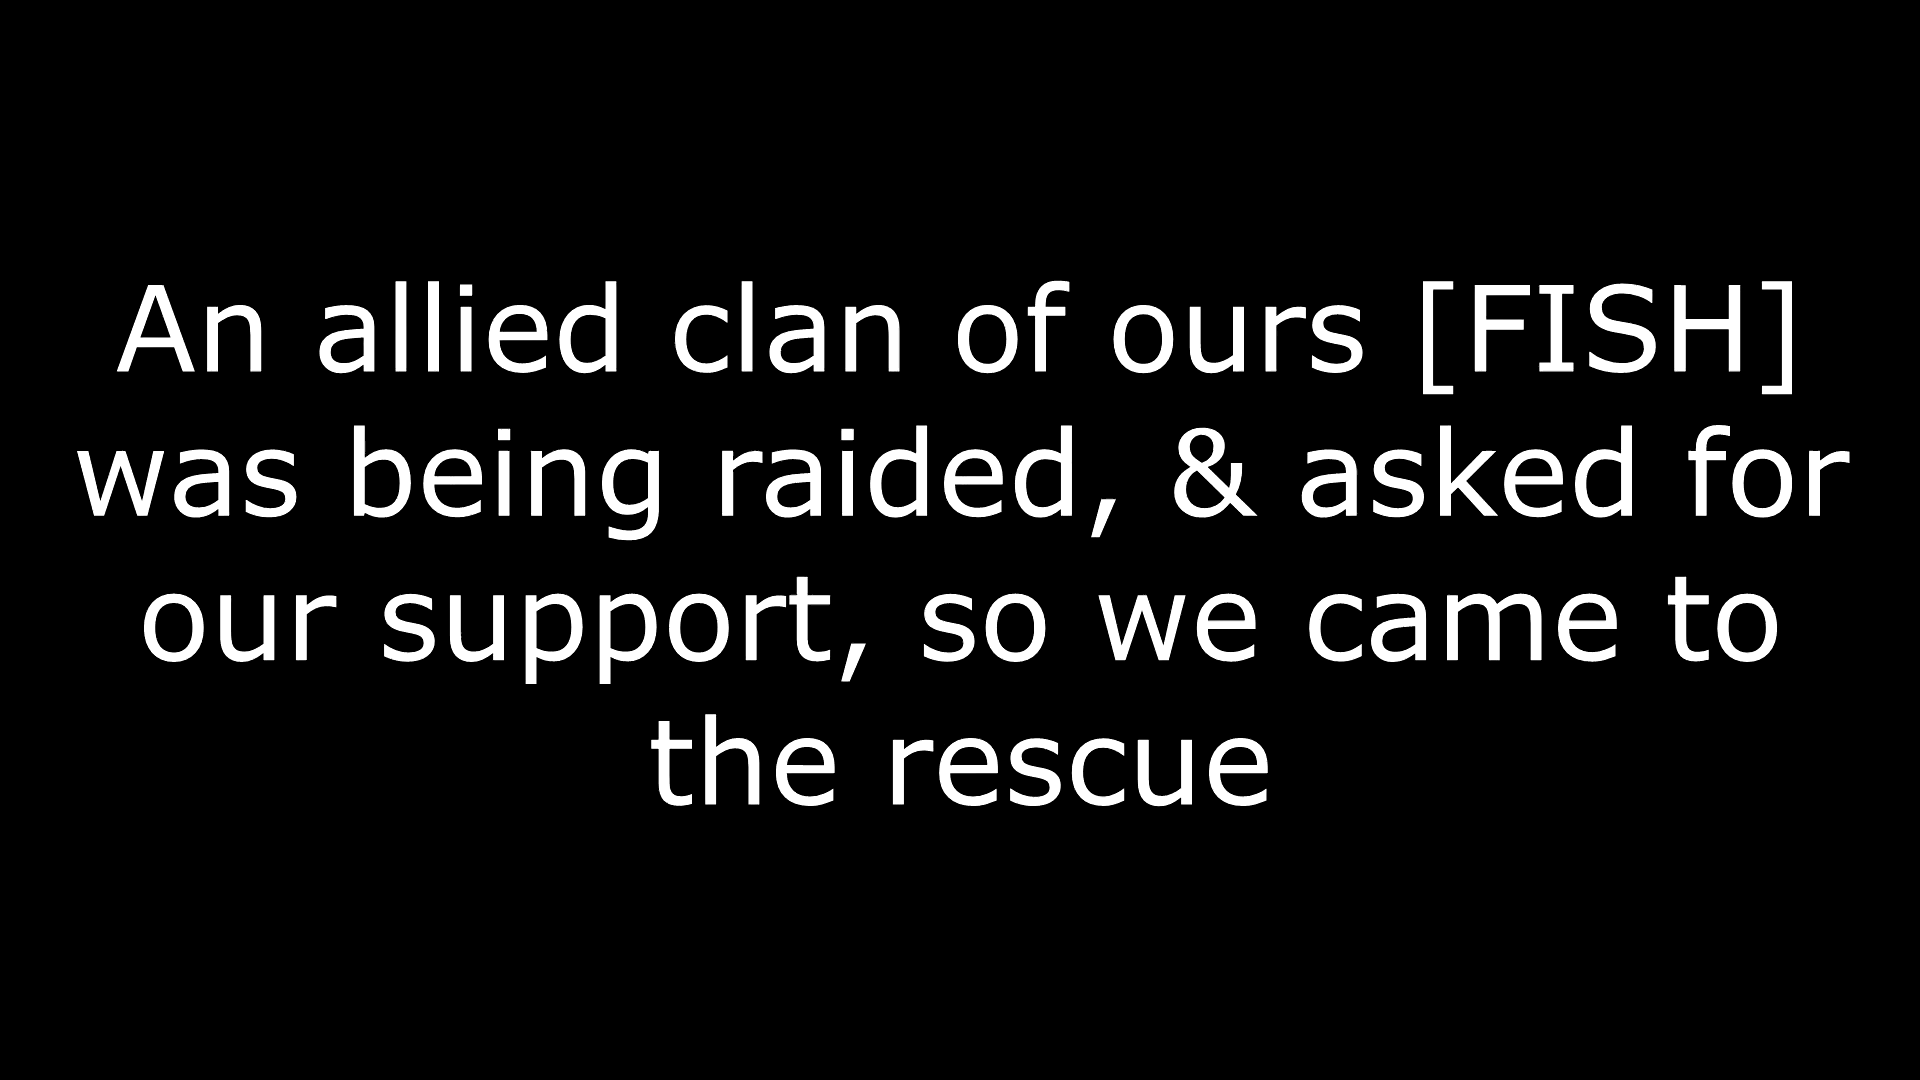 An allied clan of ours [FISH]
was being raided, & asked for
our support, so we came to
the rescue